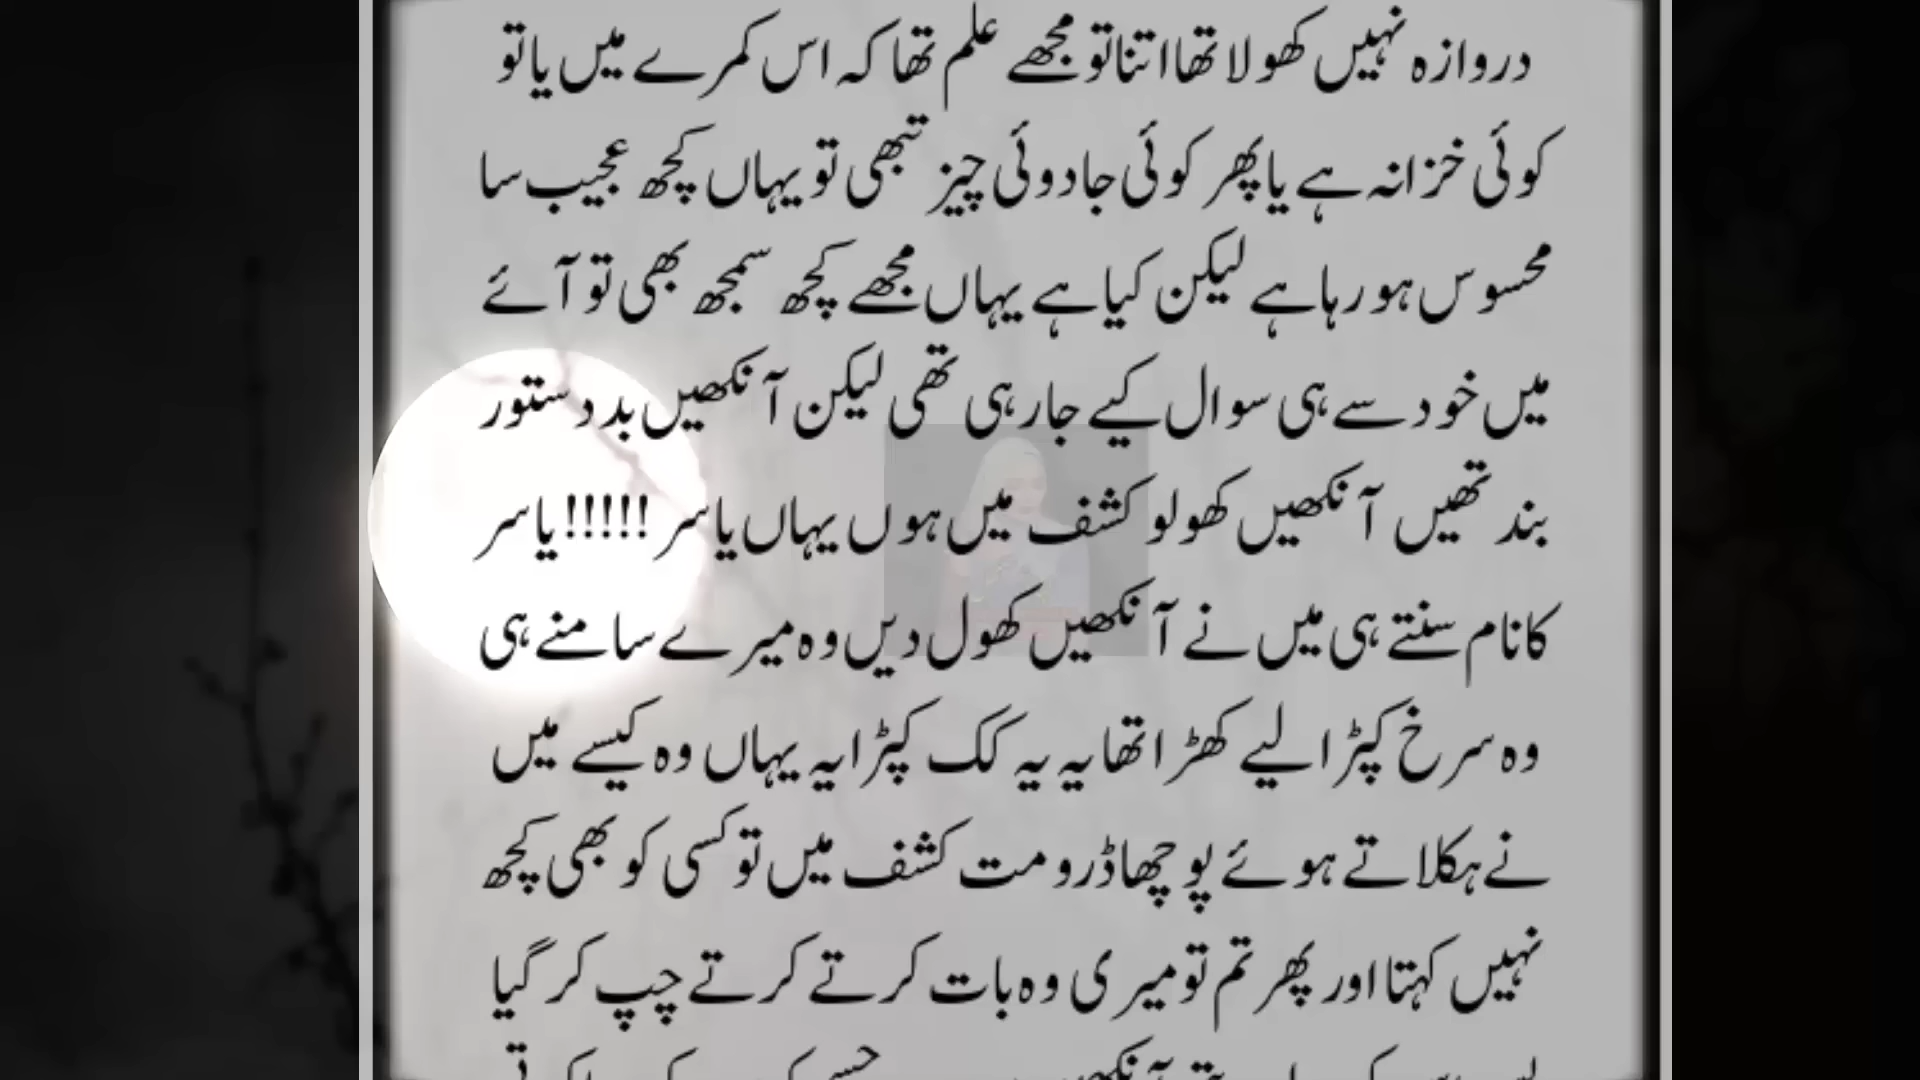 دروازہ نہیں کھولا تھا اتنا تو مجھے علم تھا کہ اس کمرے میں یا تو
کوئی خزانہ ہے یا پھر کوئی جادوئی چیز تبھی تو یہاں کچھ عجیب سا
محسوس ہو رہا ہے لیکن کیا ہے یہاں مجھے کچھ سمجھ بھی تو آئے
میں خود سے ہی سوال کیے جا رہی تھی لیکن آنکھیں بددستور
بند تھیں آنکھیں کھولو کشف میں ہوں یہاں یاسر !!!!! یاسر
کا نام سنتے ہی میں نے آنکھیں کھول دیں وہ میرے سامنے ہی
وہ سرخ کپڑا لیے کھڑا تھا یہ یہ کک کپڑا یہ یہاں وہ کیسے میں
نے ہکلاتے ہوئے پوچھا ڈرو مت کشف میں تو کسی کو بھی کچھ
نہیں کہتا اور پھر تم تو میری وہ بات کرتے کرتے چپ کر گیا